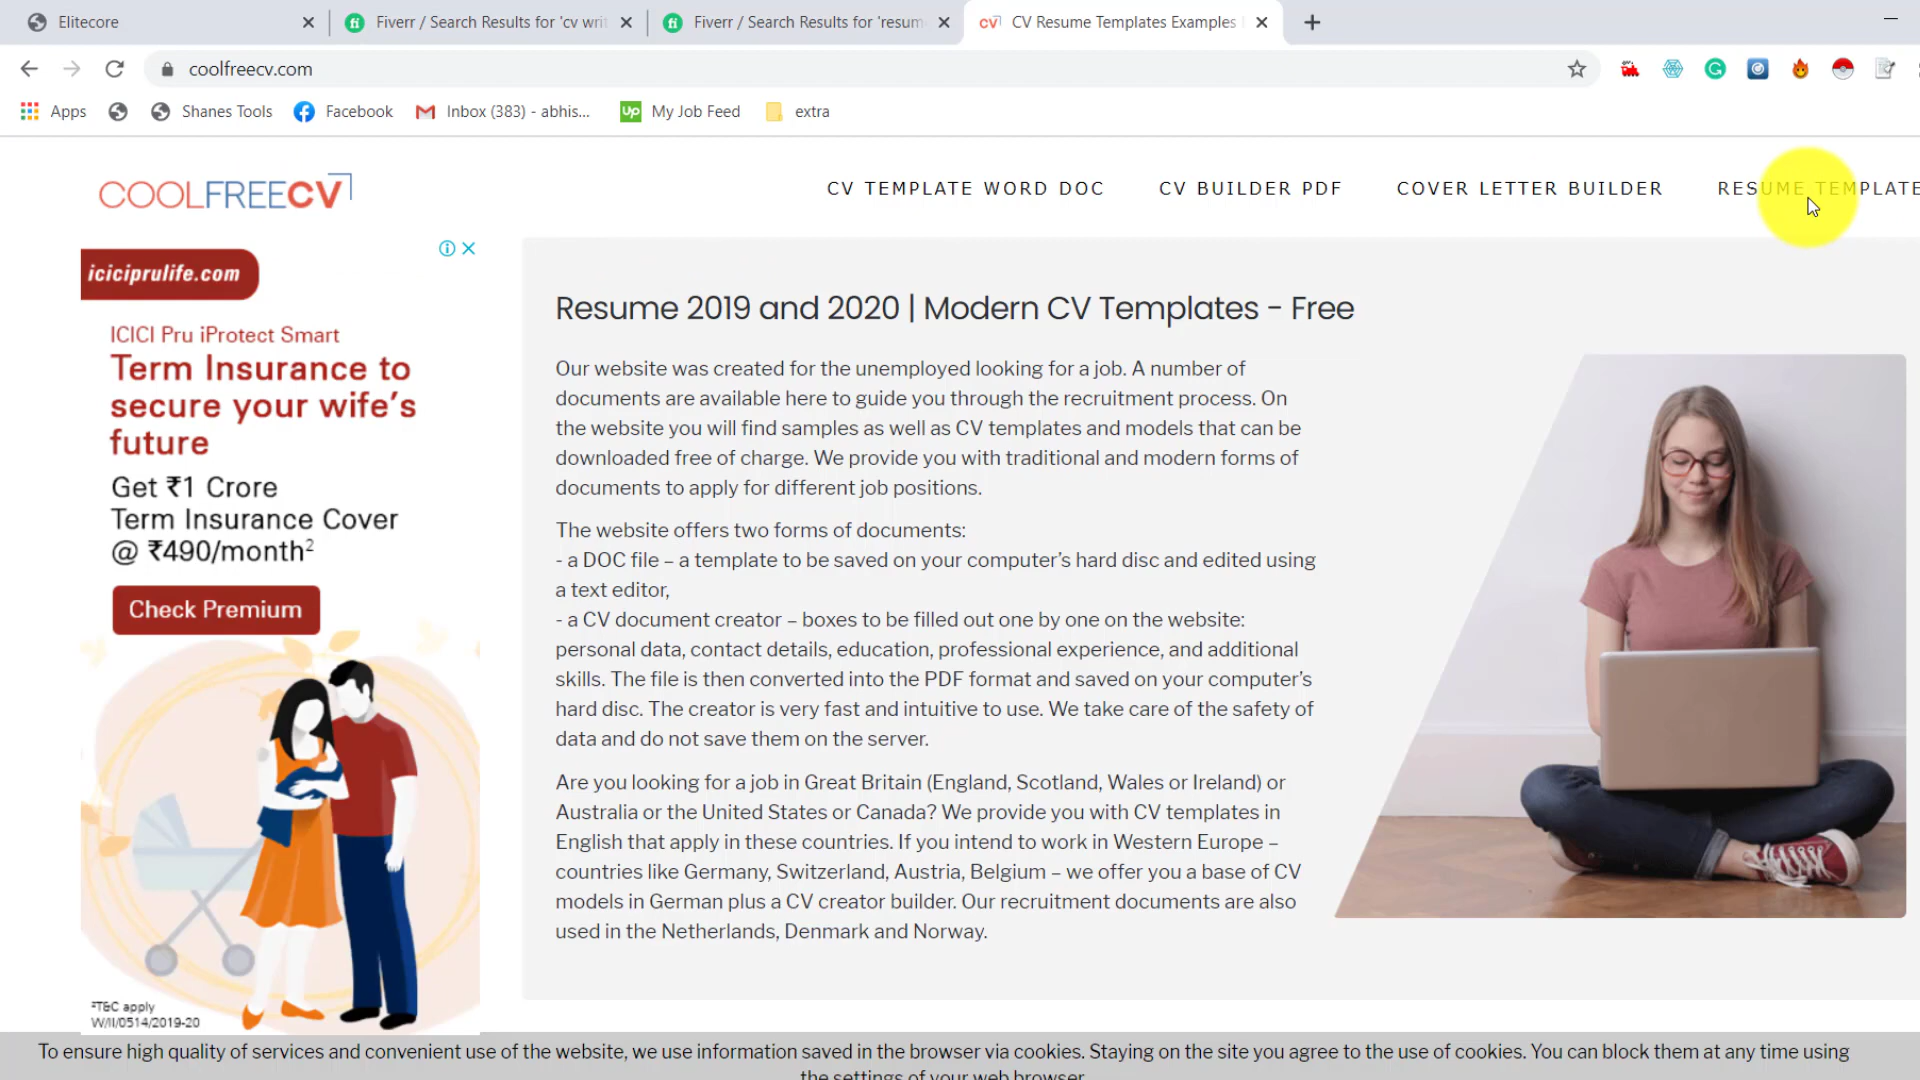 Elitecore
Fiverr / Search Results for 'cv writ
Fiverr / Search Results for 'resum
CV Resume Templates Examples
coolfreecv.com
Apps
Shanes Tools
Facebook
Inbox (383) - abhis...
Up
My Job Feed
extra
COOLFREECV
CV TEMPLATE WORD DOC
CV BUILDER PDF
COVER LETTER BUILDER
RESUME TEMPLATE
iciciprulife.com
ICICI Pru iProtect Smart
Term Insurance to
secure your wife's
future
Get ₹1 Crore
Term Insurance Cover
@ ₹490/month²
Check Premium
²T&C apply
W/II/0514/2019-20
Resume 2019 and 2020 | Modern CV Templates - Free
Our website was created for the unemployed looking for a job. A number of
documents are available here to guide you through the recruitment process. On
the website you will find samples as well as CV templates and models that can be
downloaded free of charge. We provide you with traditional and modern forms of
documents to apply for different job positions.
The website offers two forms of documents:
- a DOC file – a template to be saved on your computer's hard disc and edited using
a text editor,
- a CV document creator – boxes to be filled out one by one on the website:
personal data, contact details, education, professional experience, and additional
skills. The file is then converted into the PDF format and saved on your computer's
hard disc. The creator is very fast and intuitive to use. We take care of the safety of
data and do not save them on the server.
Are you looking for a job in Great Britain (England, Scotland, Wales or Ireland) or
Australia or the United States or Canada? We provide you with CV templates in
English that apply in these countries. If you intend to work in Western Europe –
countries like Germany, Switzerland, Austria, Belgium – we offer you a base of CV
models in German plus a CV creator builder. Our recruitment documents are also
used in the Netherlands, Denmark and Norway.
To ensure high quality of services and convenient use of the website, we use information saved in the browser via cookies. Staying on the site you agree to the use of cookies. You can block them at any time using
the settings of your web browser.